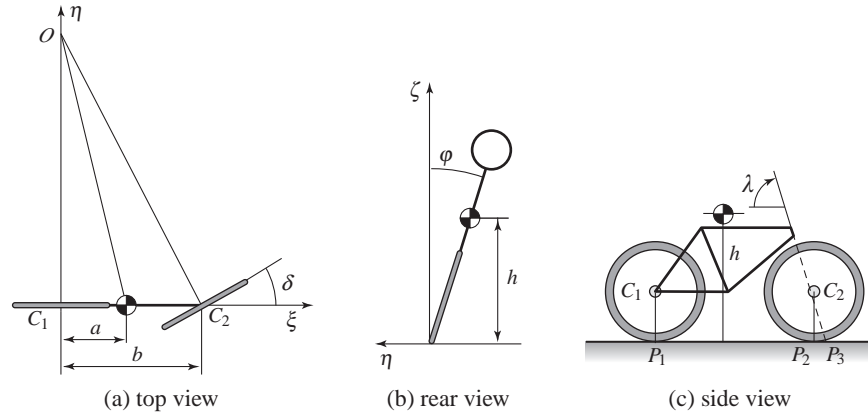 η
O
δ
C₁
C₂
ξ
a
b
(a) top view
ζ
φ
h
η
(b) rear view
λ
h
C₁
C₂
P₁
P₂
P₃
(c) side view